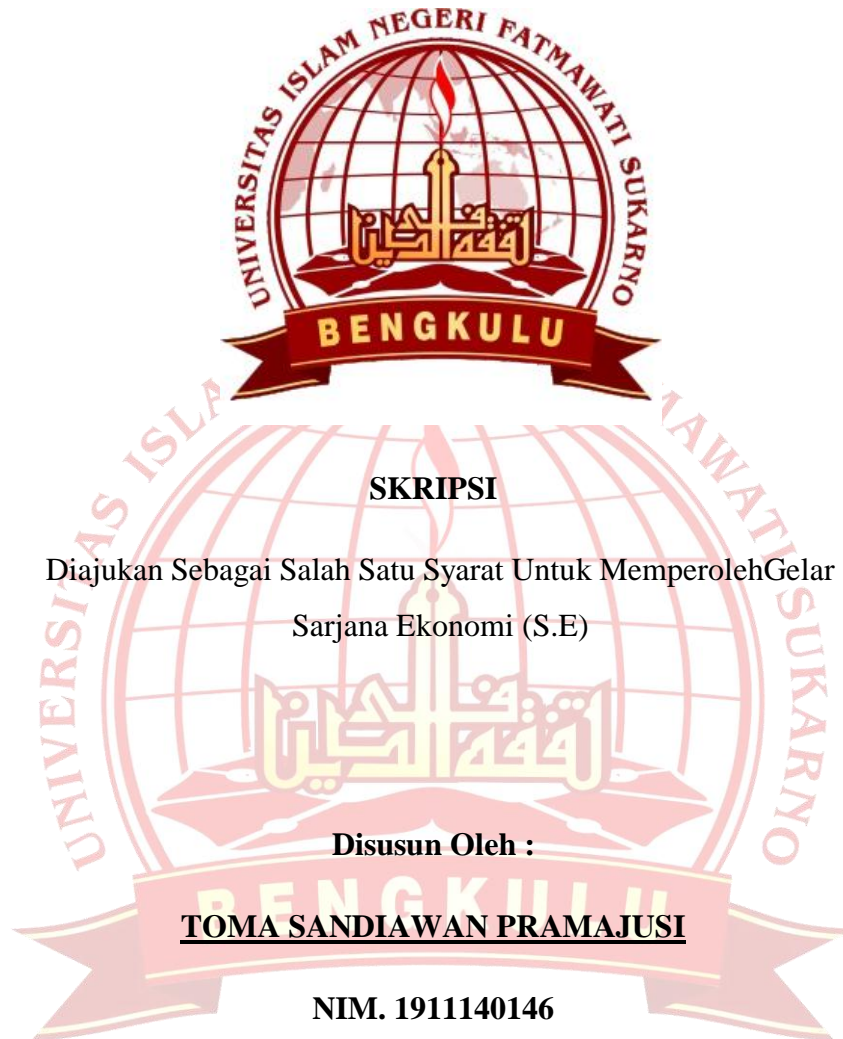 UNIVERSITAS ISLAM NEGERI FATMAWATI SUKARNO
BENGKULU
SKRIPSI
Diajukan Sebagai Salah Satu Syarat Untuk MemperolehGelar
Sarjana Ekonomi (S.E)
Disusun Oleh :
TOMA SANDIAWAN PRAMAJUSI
NIM. 1911140146